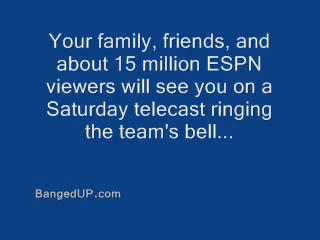 Your family, friends, and
about 15 million ESPN
viewers will see you on a
Saturday telecast ringing
the team's bell...
BangedUP.com